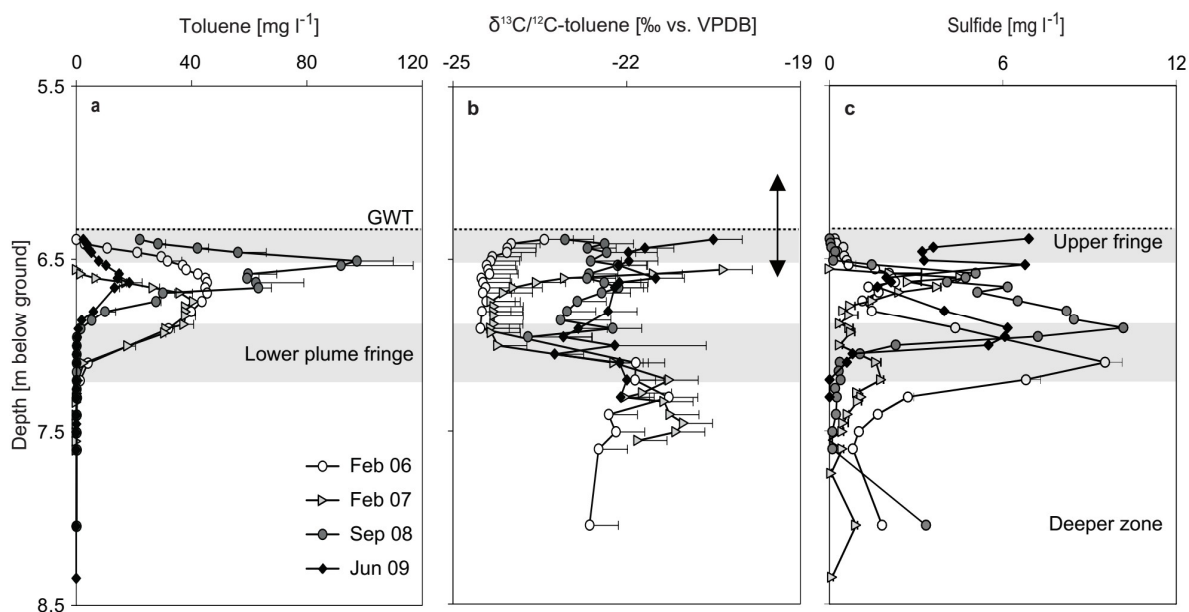 Toluene [mg l⁻¹]
δ¹³C/¹²C-toluene [‰ vs. VPDB]
Sulfide [mg l⁻¹]
0 40 80 120
-25 -22 -19
0 6 12
5.5
a
b
c
GWT
Upper fringe
6.5
Lower plume fringe
Depth [m below ground]
7.5
Feb 06
Feb 07
Sep 08
Jun 09
Deeper zone
8.5